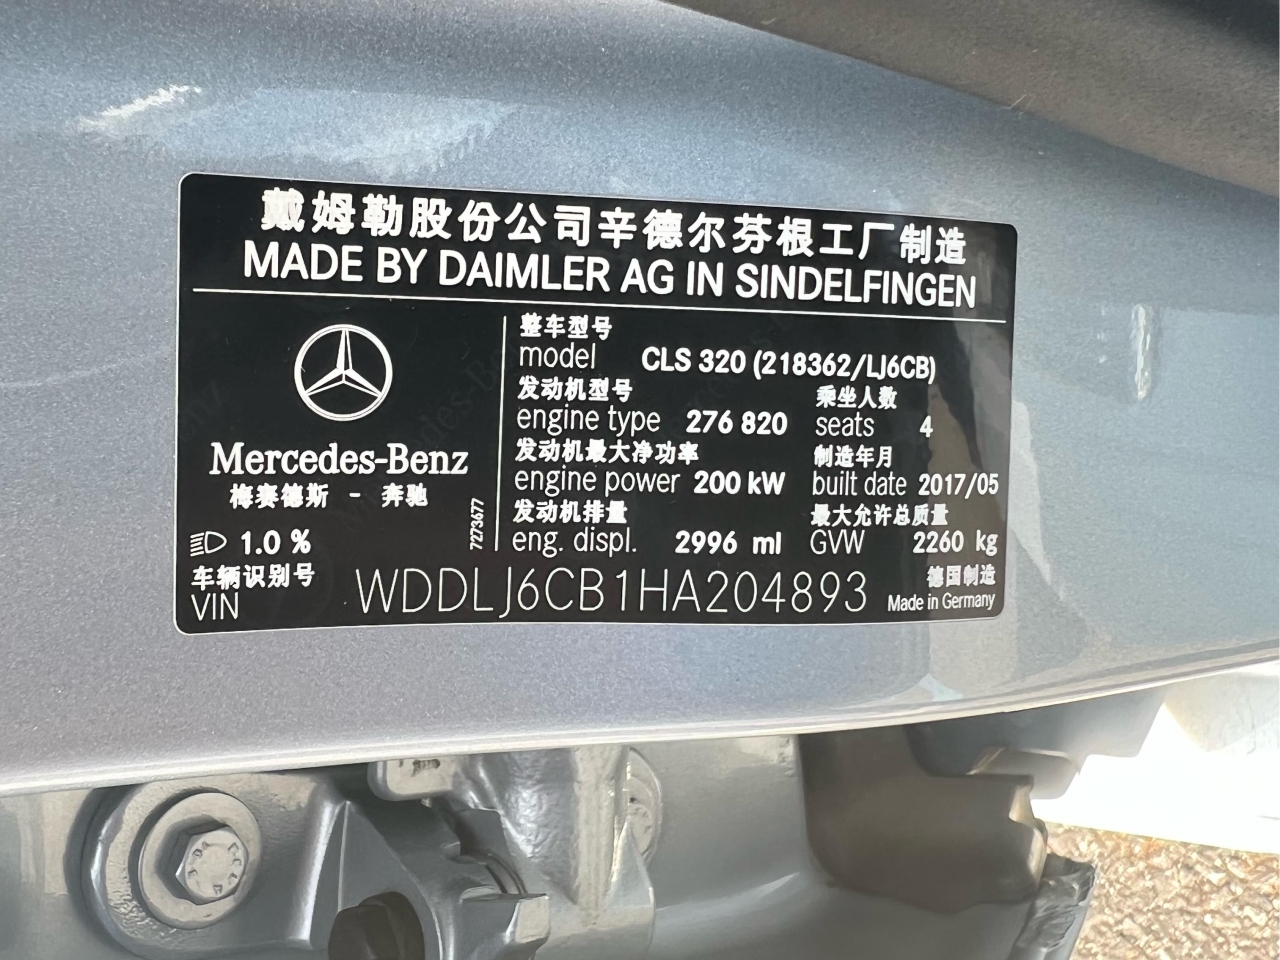 戴姆勒股份公司辛德尔芬根工厂制造
MADE BY DAIMLER AG IN SINDELFINGEN
Mercedes-Benz
梅赛德斯 - 奔驰
1.0 %
7273677
整车型号
model CLS 320 (218362/LJ6CB)
发动机型号 乘坐人数
engine type 276 820 seats 4
发动机最大净功率 制造年月
engine power 200 kW built date 2017/05
发动机排量 最大允许总质量
eng. displ. 2996 ml GVW 2260 kg
车辆识别号 德国制造
VIN WDDLJ6CB1HA204893 Made in Germany